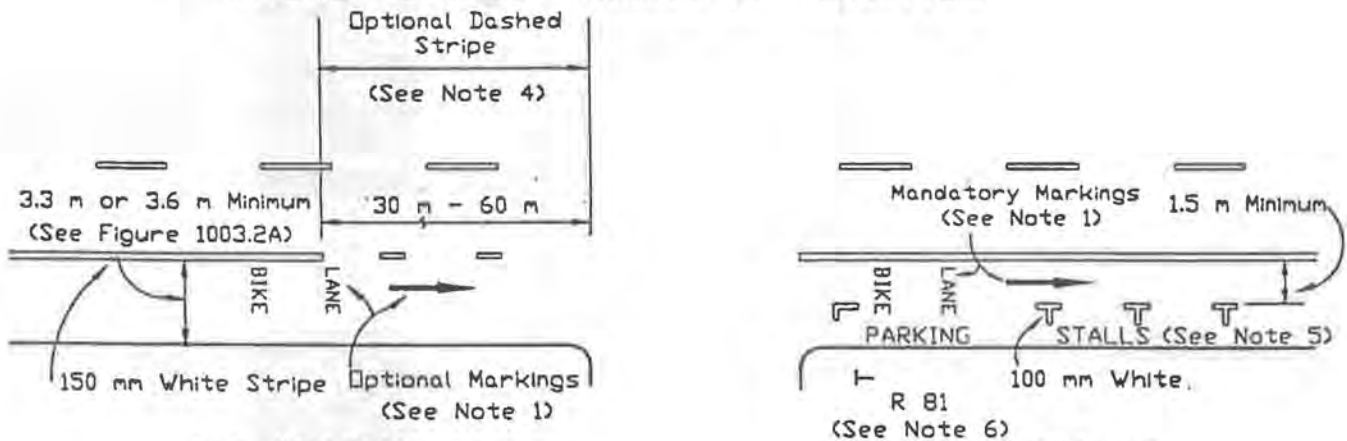 Optional Dashed
Stripe
(See Note 4)
3.3 m or 3.6 m Minimum
(See Figure 1003.2A)
30 m - 60 m
BIKE
LANE
150 mm White Stripe
Optional Markings
(See Note 1)
Mandatory Markings
(See Note 1)
1.5 m Minimum
BIKE
LANE
PARKING STALLS (See Note 5)
100 mm White
R 81
(See Note 6)